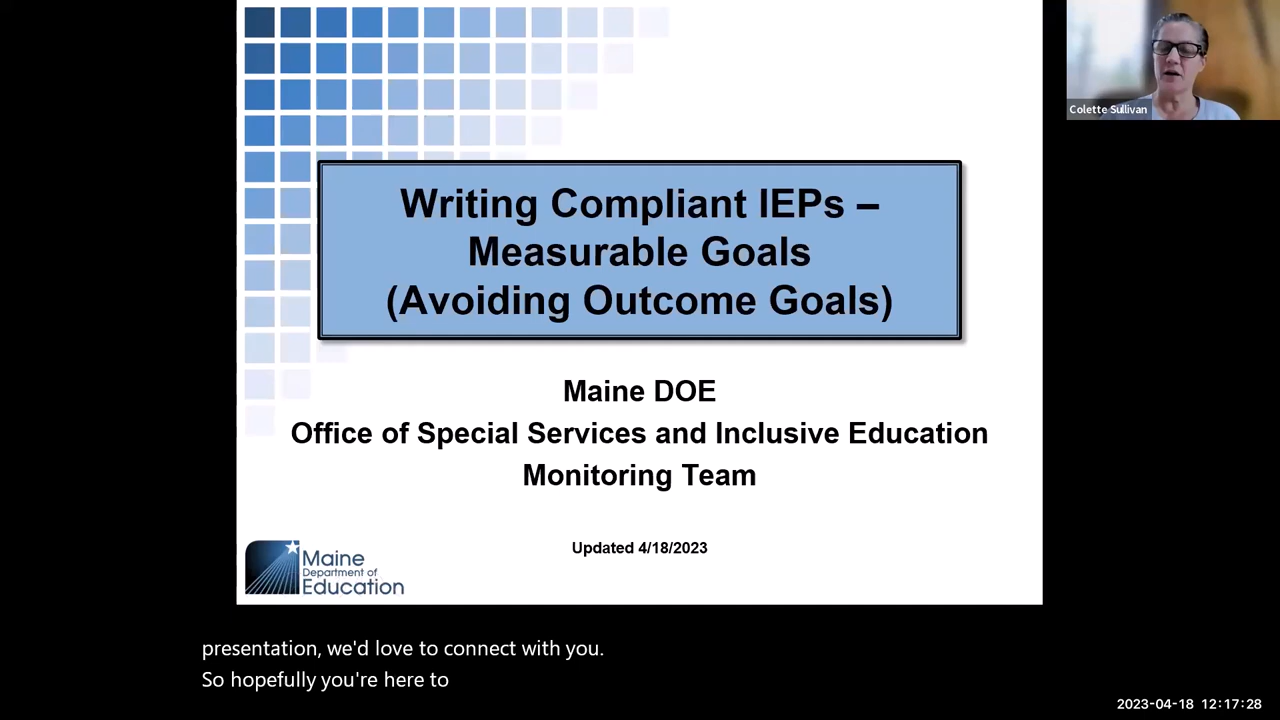 Colette Sullivan
Writing Compliant IEPs –
Measurable Goals
(Avoiding Outcome Goals)
Maine DOE
Office of Special Services and Inclusive Education
Monitoring Team
Updated 4/18/2023
Maine
Department of
Education
presentation, we'd love to connect with you.
So hopefully you're here to
2023-04-18 12:17:28